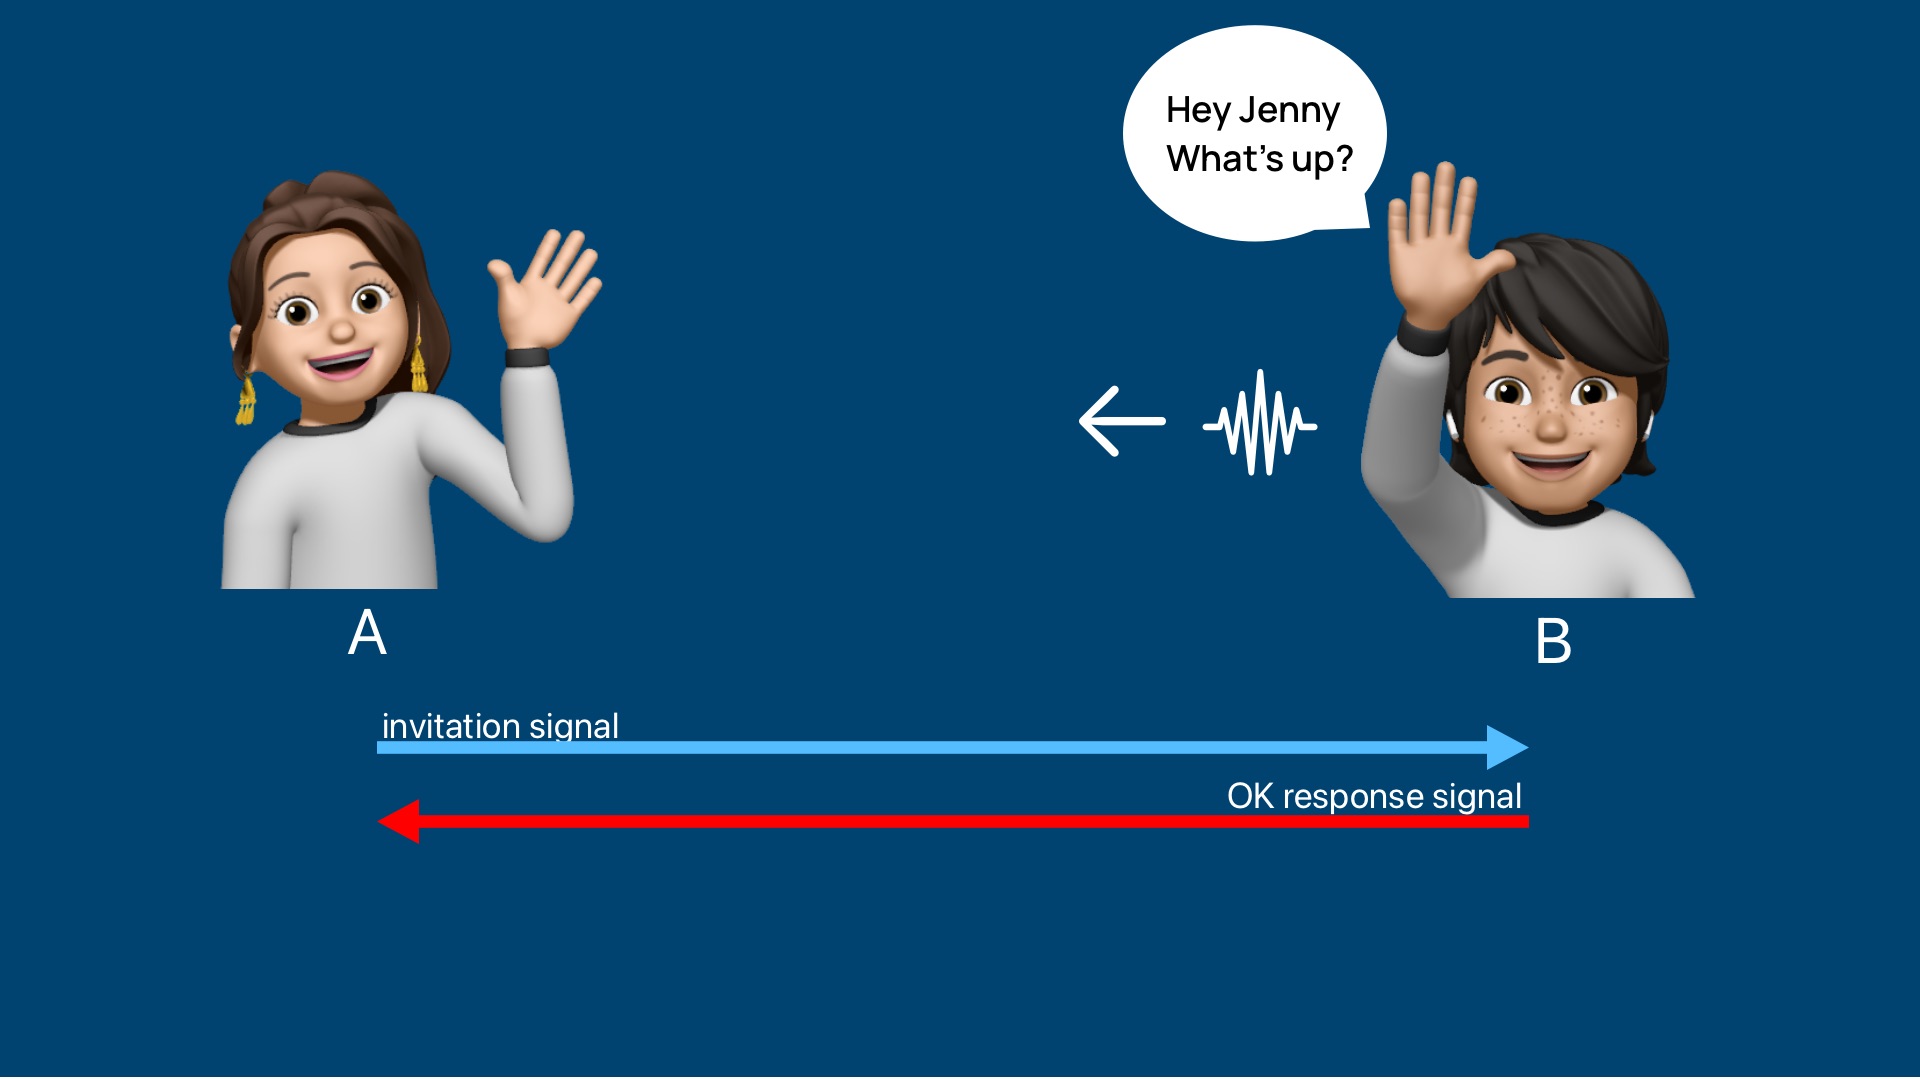 Hey Jenny
What's up?
A
B
invitation signal
OK response signal